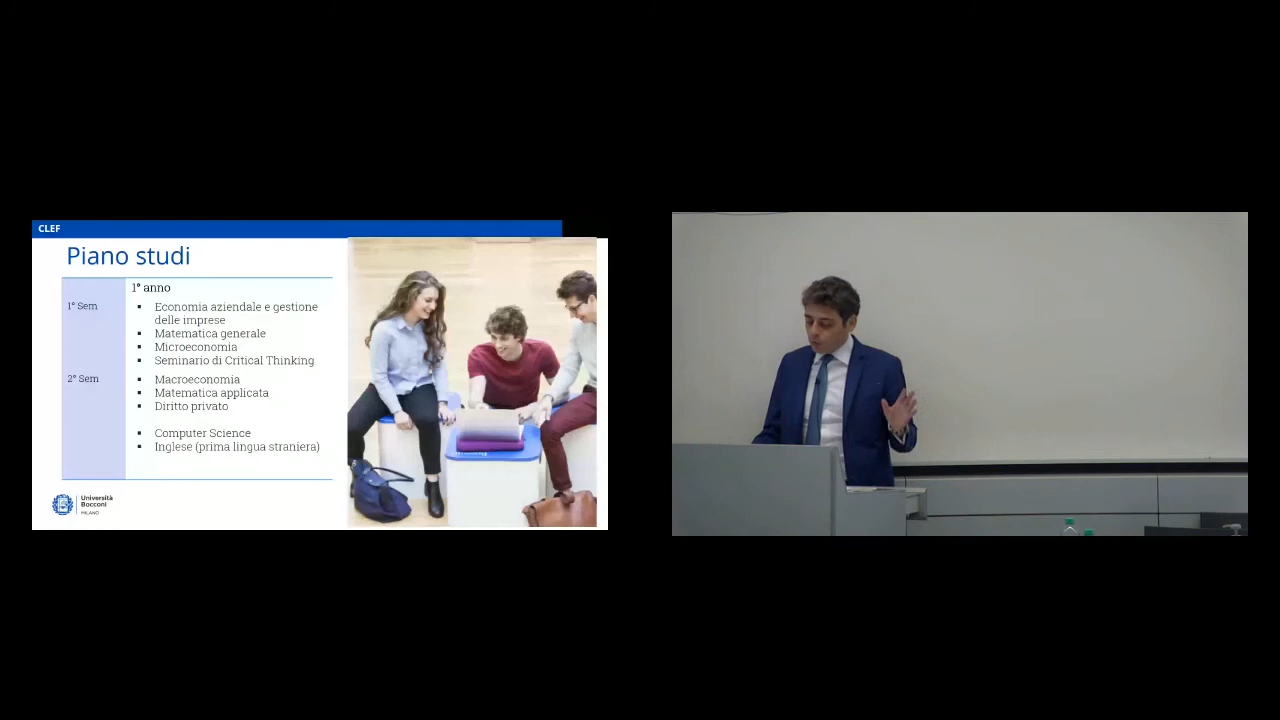 CLEF
Piano studi
1° anno
1° Sem
▪ Economia aziendale e gestione
delle imprese
▪ Matematica generale
▪ Microeconomia
▪ Seminario di Critical Thinking
2° Sem
▪ Macroeconomia
▪ Matematica applicata
▪ Diritto privato
▪ Computer Science
▪ Inglese (prima lingua straniera)
Università
Bocconi
MILANO